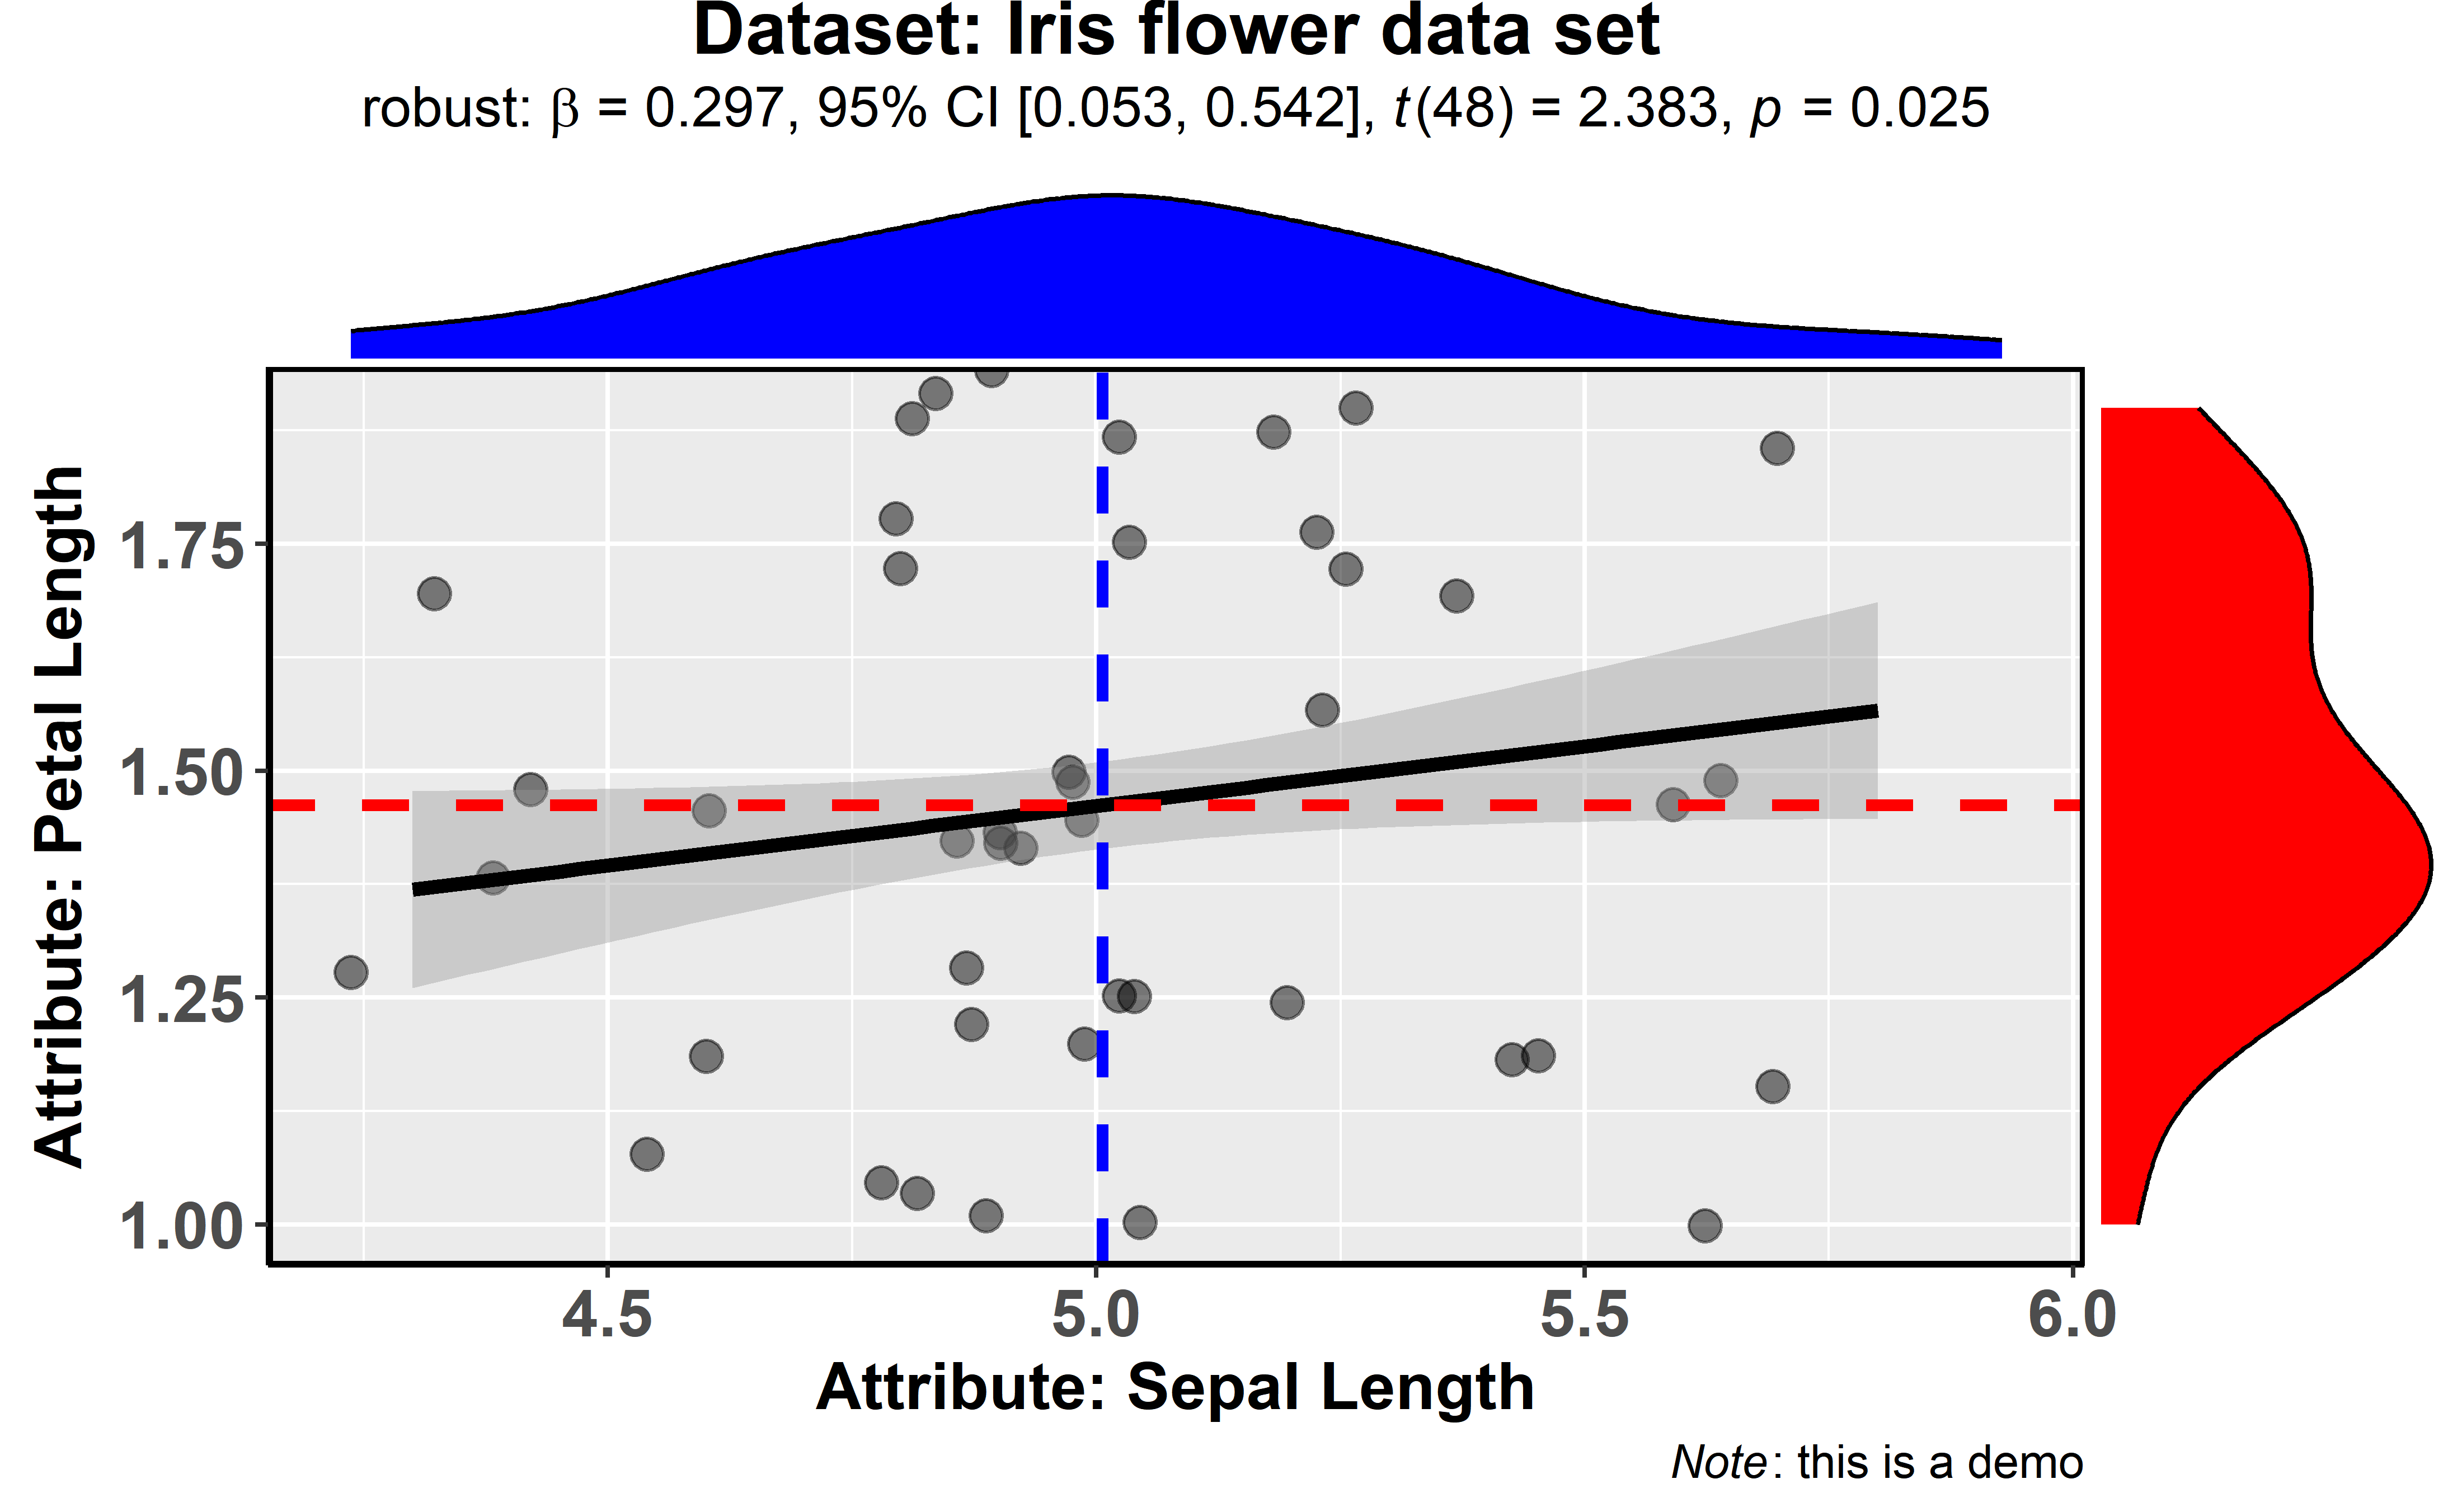 Dataset: Iris flower data set
robust: β = 0.297, 95% CI [0.053, 0.542], t(48) = 2.383, p = 0.025
Attribute: Petal Length
1.75
1.50
1.25
1.00
4.5 5.0 5.5 6.0
Attribute: Sepal Length
Note: this is a demo